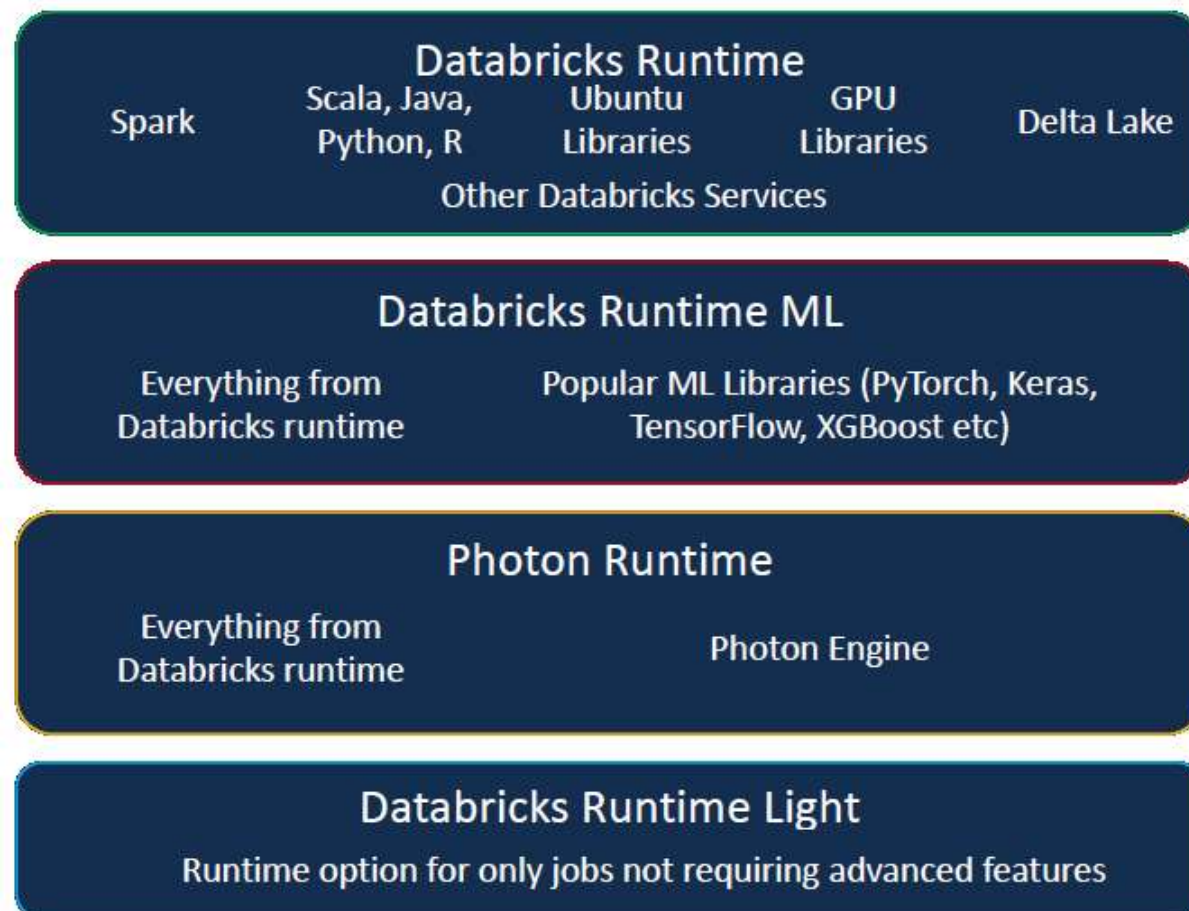 Databricks Runtime
Spark
Scala, Java,
Python, R
Ubuntu
Libraries
GPU
Libraries
Delta Lake
Other Databricks Services
Databricks Runtime ML
Everything from
Databricks runtime
Popular ML Libraries (PyTorch, Keras,
TensorFlow, XGBoost etc)
Photon Runtime
Everything from
Databricks runtime
Photon Engine
Databricks Runtime Light
Runtime option for only jobs not requiring advanced features